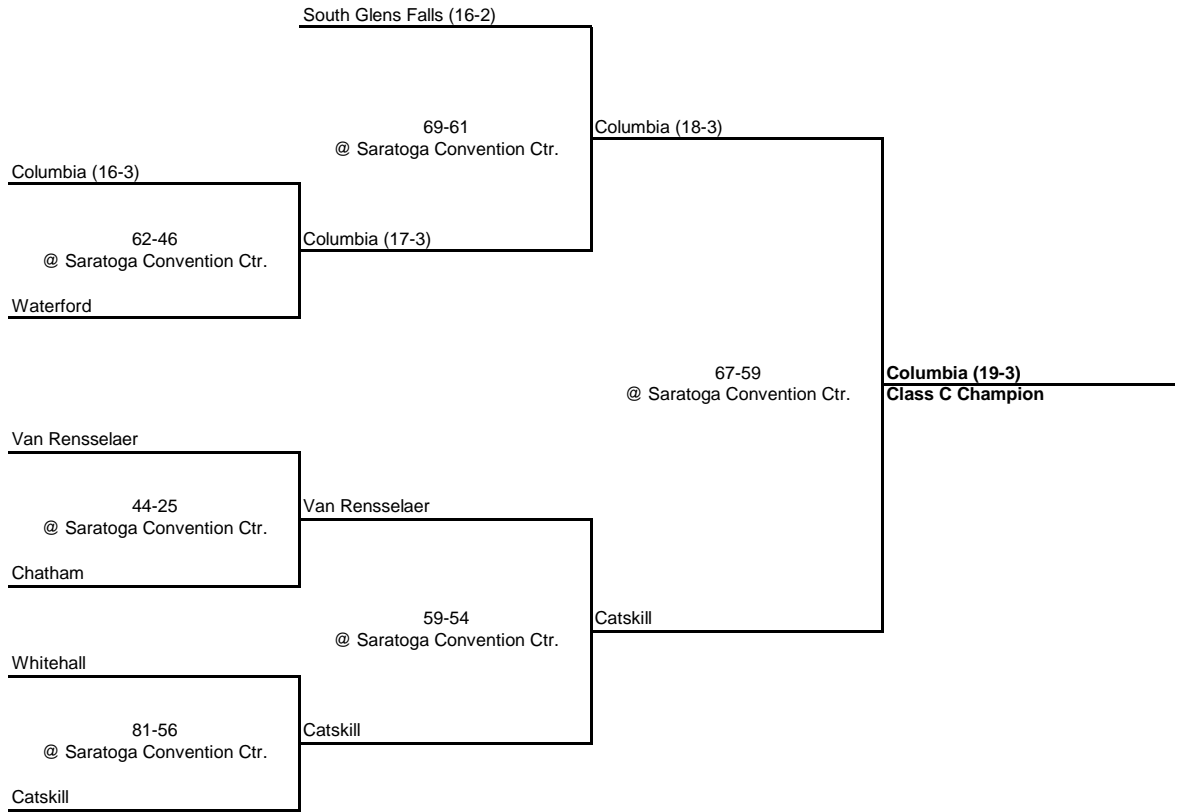 South Glens Falls (16-2)
69-61
@ Saratoga Convention Ctr.
Columbia (18-3)
Columbia (16-3)
62-46
@ Saratoga Convention Ctr.
Columbia (17-3)
Waterford
67-59
@ Saratoga Convention Ctr.
Columbia (19-3)
Class C Champion
Van Rensselaer
44-25
@ Saratoga Convention Ctr.
Van Rensselaer
Chatham
59-54
@ Saratoga Convention Ctr.
Catskill
Whitehall
81-56
@ Saratoga Convention Ctr.
Catskill
Catskill